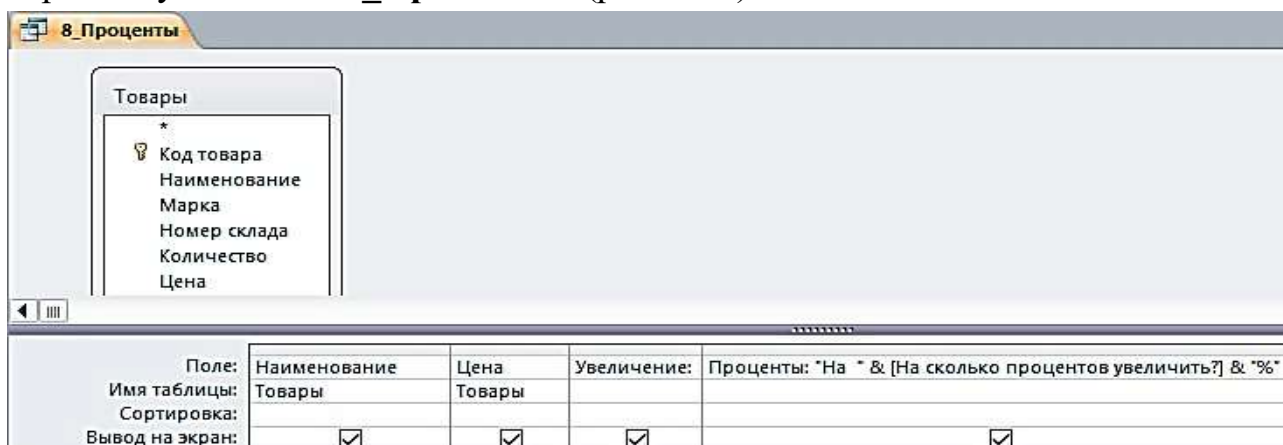 8_Проценты
Товары
*
Код товара
Наименование
Марка
Номер склада
Количество
Цена
Поле: Наименование Цена Увеличение: Проценты: "На " & [На сколько процентов увеличить?] & "%"
Имя таблицы: Товары Товары
Сортировка:
Вывод на экран: